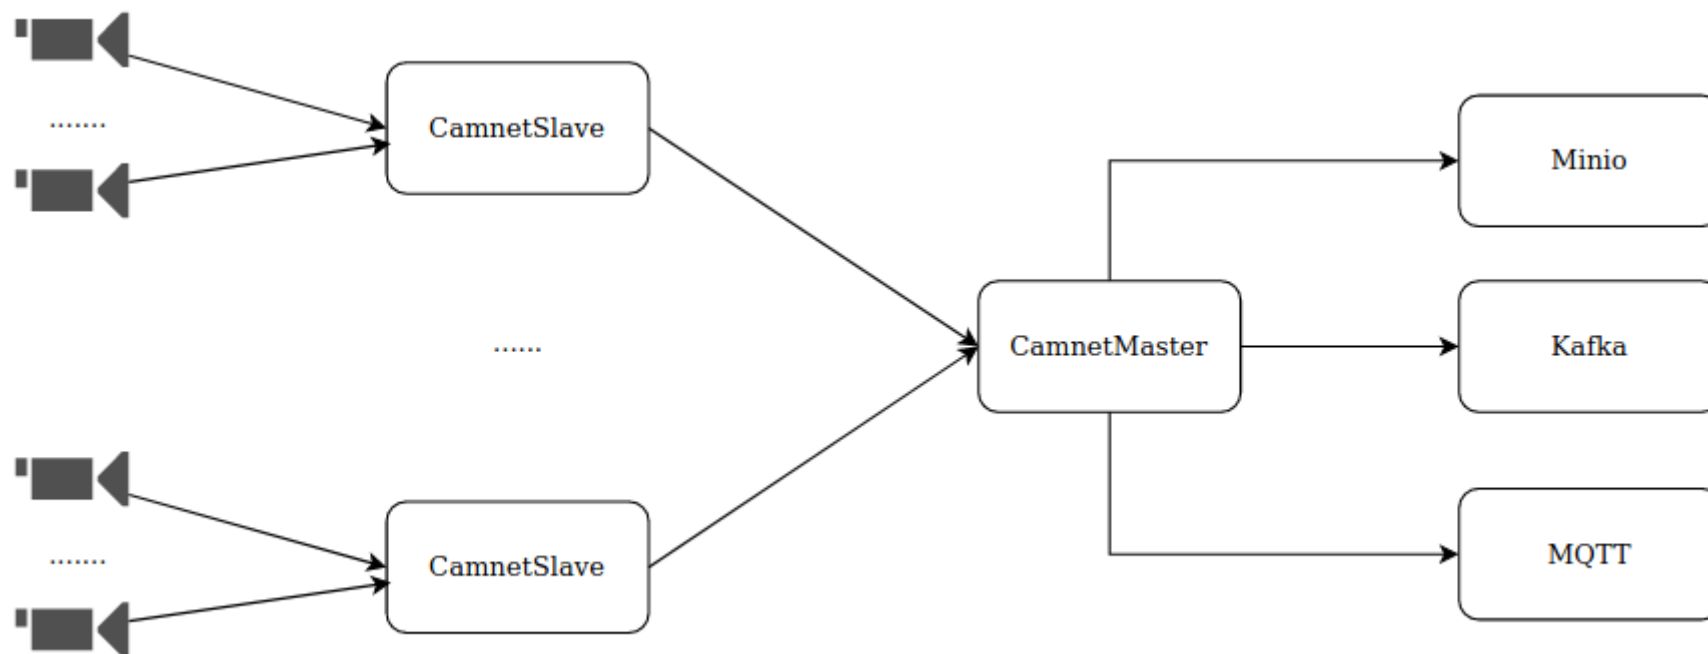 .......
CamnetSlave
Minio
......
CamnetMaster
Kafka
.......
CamnetSlave
MQTT